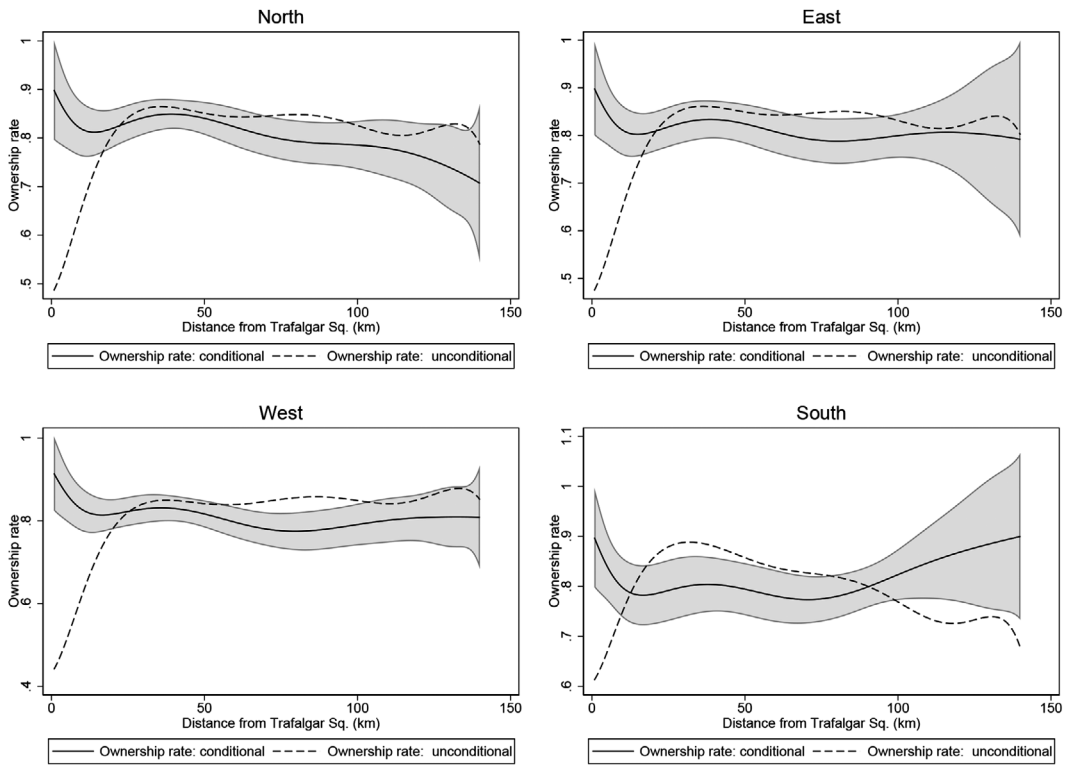 North
Ownership rate
1
.9
.8
.7
.6
.5
0 50 100 150
Distance from Trafalgar Sq. (km)
Ownership rate: conditional Ownership rate: unconditional
East
Ownership rate
1
.9
.8
.7
.6
.5
0 50 100 150
Distance from Trafalgar Sq. (km)
Ownership rate: conditional Ownership rate: unconditional
West
Ownership rate
1
.8
.6
.4
0 50 100 150
Distance from Trafalgar Sq. (km)
Ownership rate: conditional Ownership rate: unconditional
South
Ownership rate
1.1
1
.9
.8
.7
.6
0 50 100 150
Distance from Trafalgar Sq. (km)
Ownership rate: conditional Ownership rate: unconditional